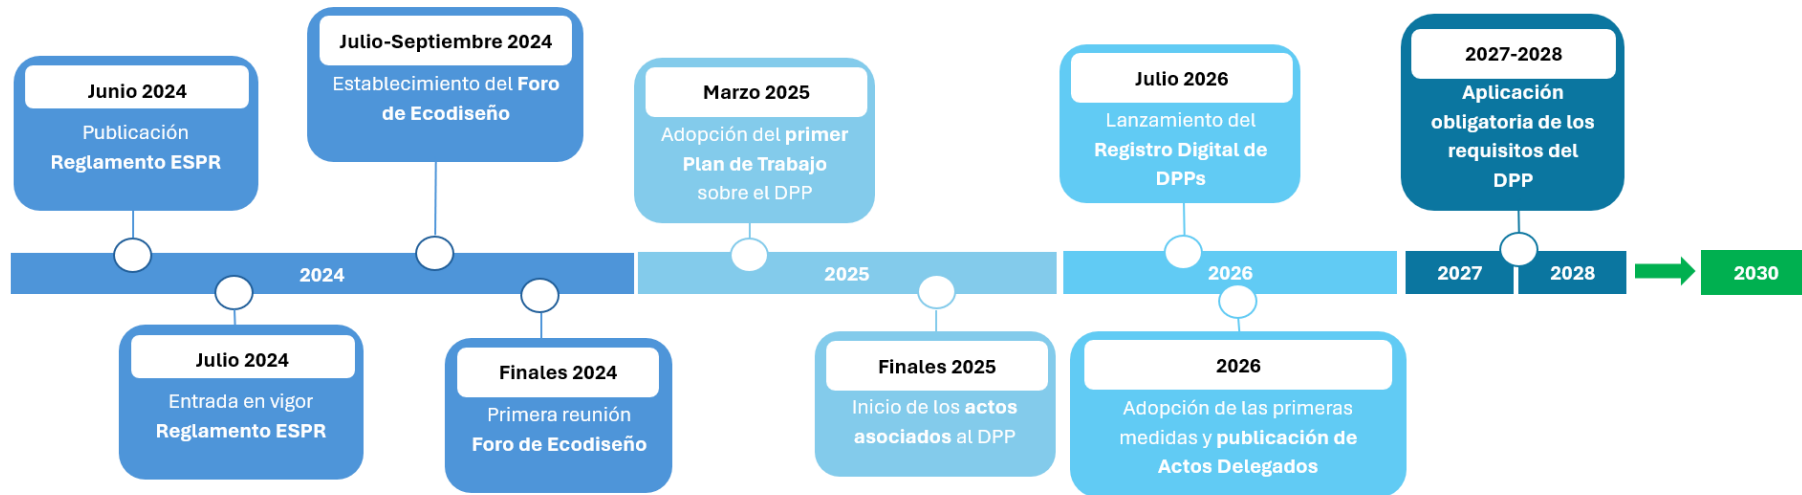 Junio 2024
Publicación
Reglamento ESPR
Julio-Septiembre 2024
Establecimiento del Foro
de Ecodiseño
Marzo 2025
Adopción del primer
Plan de Trabajo
sobre el DPP
Julio 2026
Lanzamiento del
Registro Digital de
DPPs
2027-2028
Aplicación
obligatoria de los
requisitos del
DPP
2024
2025
2026
2027
2028
2030
Julio 2024
Entrada en vigor
Reglamento ESPR
Finales 2024
Primera reunión
Foro de Ecodiseño
Finales 2025
Inicio de los actos
asociados al DPP
2026
Adopción de las primeras
medidas y publicación de
Actos Delegados